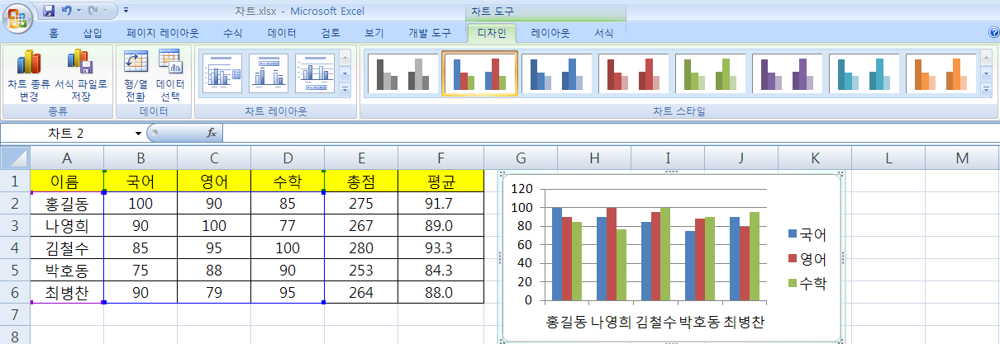 차트.xlsx - Microsoft Excel
차트 도구
홈 삽입 페이지 레이아웃 수식 데이터 검토 보기 개발 도구 디자인 레이아웃 서식
차트 종류 변경
서식 파일로 저장
행/열 전환
데이터 선택
종류 데이터 차트 레이아웃 차트 스타일
차트 2 fx
A B C D E F G H I J K L M
1 이름 국어 영어 수학 총점 평균
2 홍길동 100 90 85 275 91.7
3 나영희 90 100 77 267 89.0
4 김철수 85 95 100 280 93.3
5 박호동 75 88 90 253 84.3
6 최병찬 90 79 95 264 88.0
7
8
120
100
80
60
40
20
0
홍길동 나영희 김철수 박호동 최병찬
국어
영어
수학